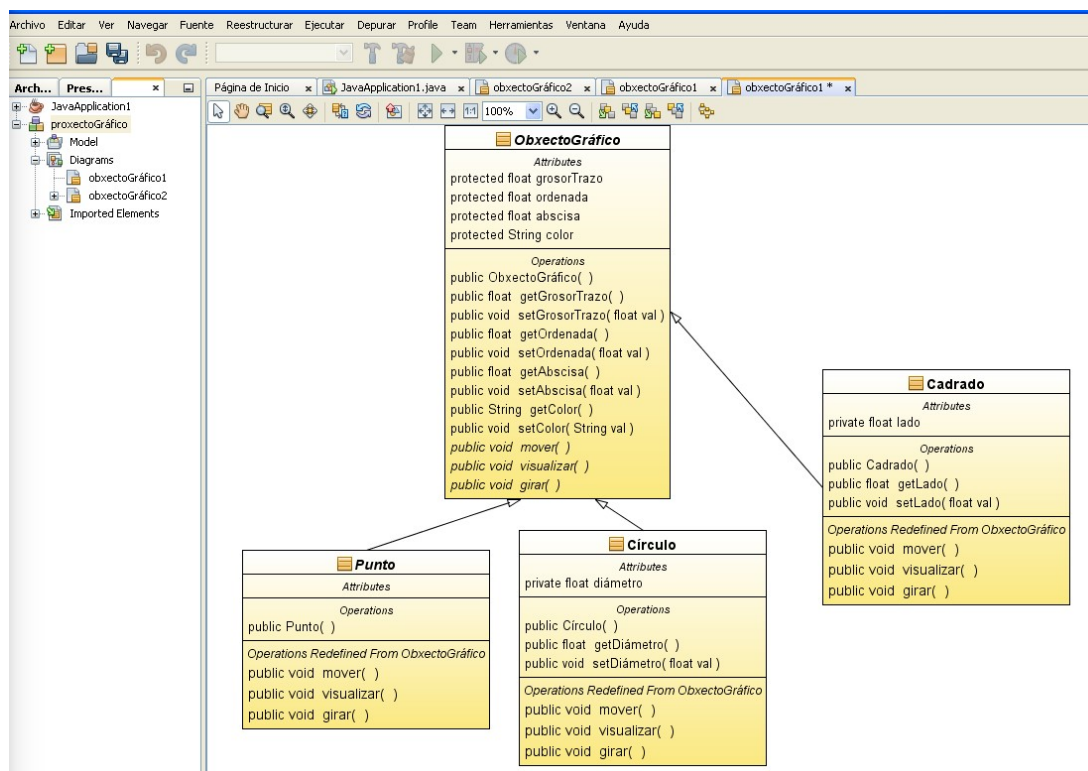 Archivo Editar Ver Navegar Fuente Reestructurar Ejecutar Depurar Profile Team Herramientas Ventana Ayuda
Arch... Pres... x
Página de Inicio x JavaApplication1.java x obxectoGráfico2 x obxectoGráfico1 x obxectoGráfico1 * x
JavaApplication1
proxectoGráfico
Model
Diagrams
obxectoGráfico1
obxectoGráfico2
Imported Elements
1:1 100%
ObxectoGráfico
Attributes
protected float grosorTrazo
protected float ordenada
protected float abscisa
protected String color
Operations
public ObxectoGráfico( )
public float getGrosorTrazo( )
public void setGrosorTrazo( float val )
public float getOrdenada( )
public void setOrdenada( float val )
public float getAbscisa( )
public void setAbscisa( float val )
public String getColor( )
public void setColor( String val )
public void mover( )
public void visualizar( )
public void girar( )
Cadrado
Attributes
private float lado
Operations
public Cadrado( )
public float getLado( )
public void setLado( float val )
Operations Redefined From ObxectoGráfico
public void mover( )
public void visualizar( )
public void girar( )
Punto
Attributes
Operations
public Punto( )
Operations Redefined From ObxectoGráfico
public void mover( )
public void visualizar( )
public void girar( )
Círculo
Attributes
private float diámetro
Operations
public Círculo( )
public float getDiámetro( )
public void setDiámetro( float val )
Operations Redefined From ObxectoGráfico
public void mover( )
public void visualizar( )
public void girar( )